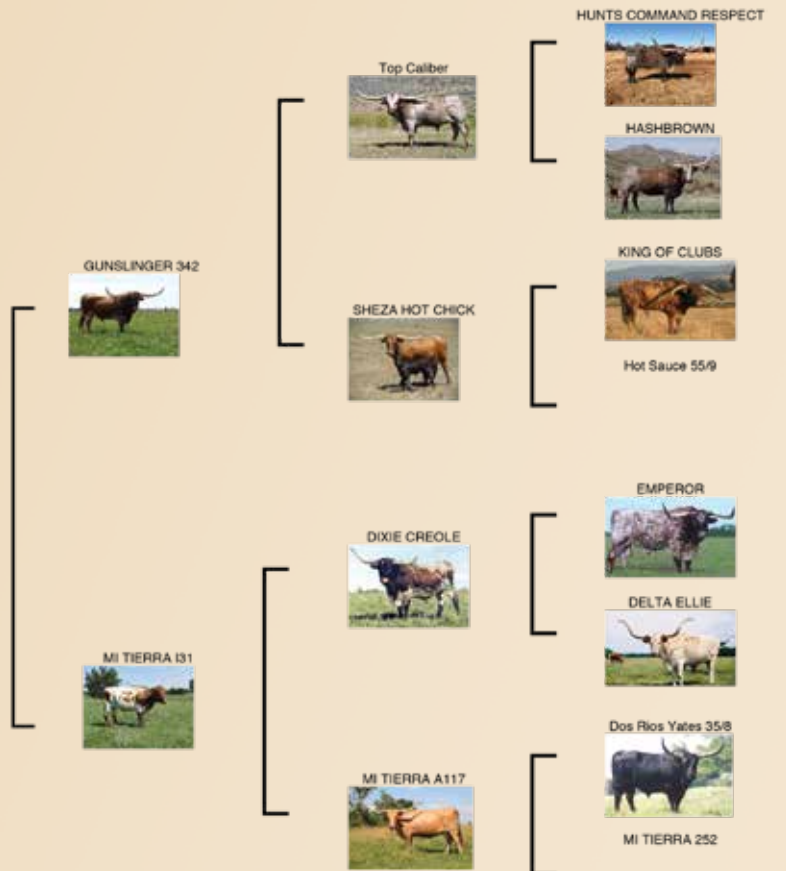 HUNTS COMMAND RESPECT
Top Caliber
HASHBROWN
GUNSLINGER 342
KING OF CLUBS
SHEZA HOT CHICK
Hot Sauce 55/9
EMPEROR
DIXIE CREOLE
DELTA ELLIE
MI TIERRA I31
Dos Rios Yates 35/8
MI TIERRA A117
MI TIERRA 252